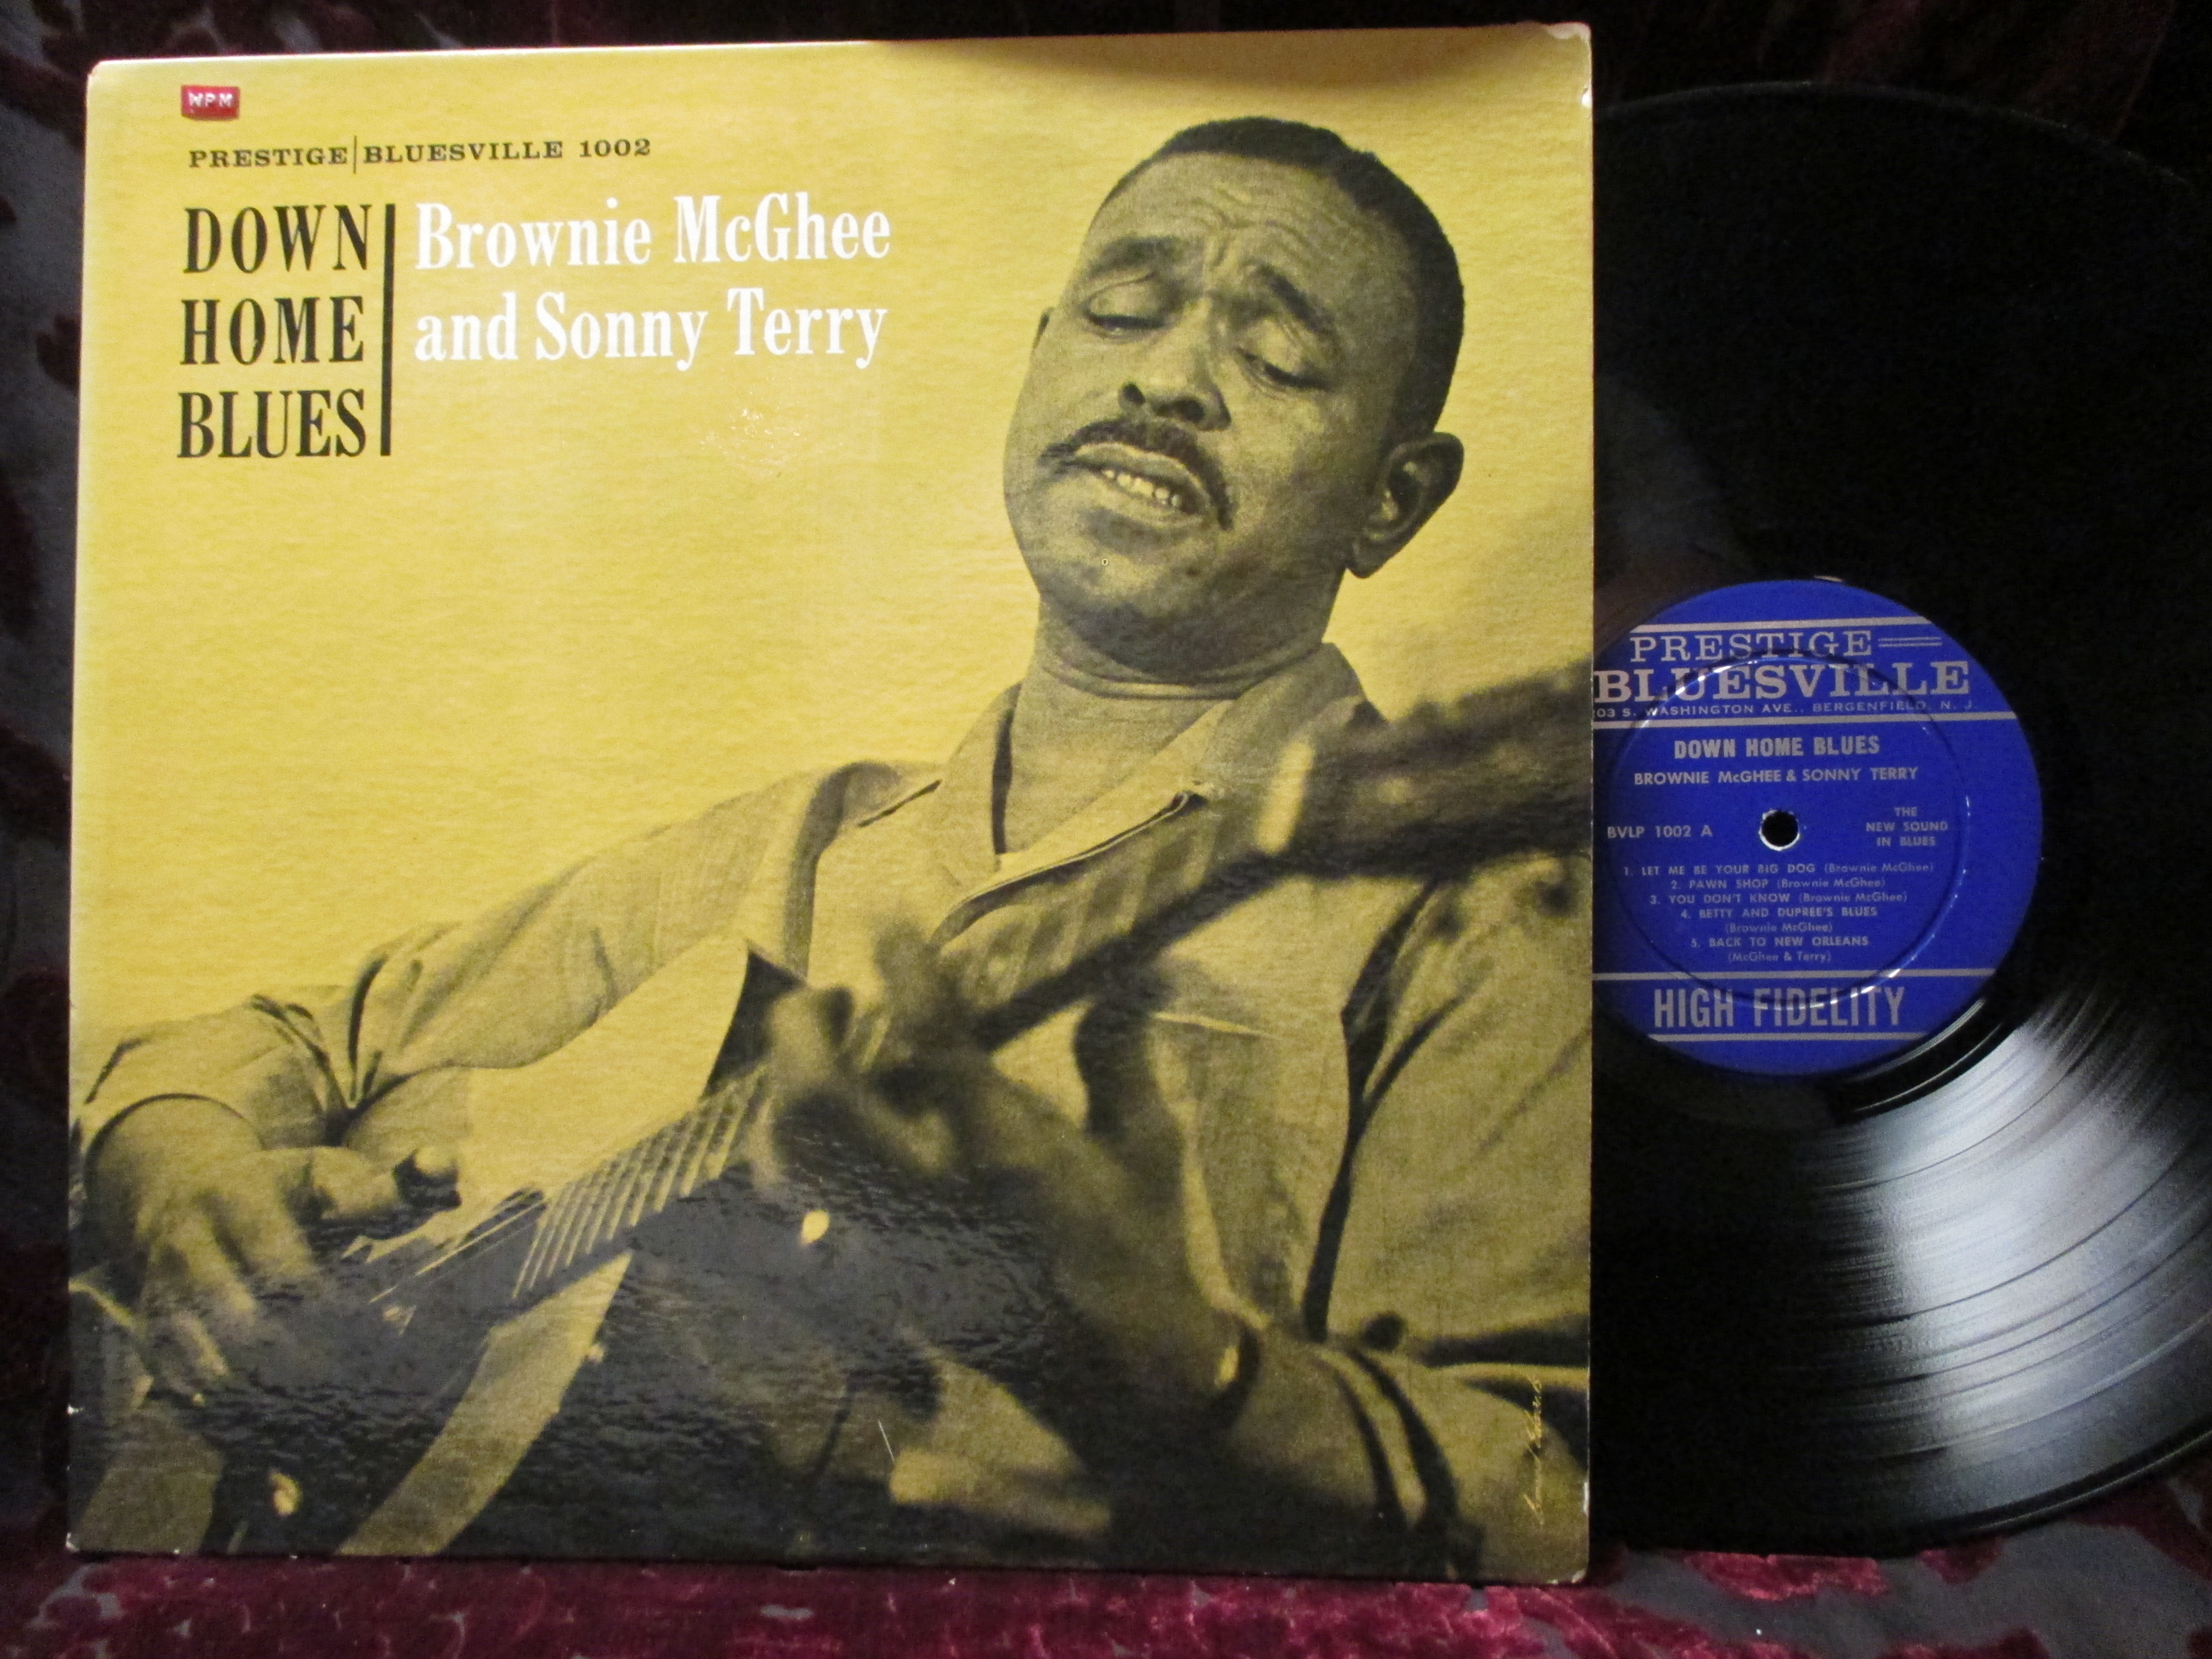 WPM
PRESTIGE|BLUESVILLE 1002
DOWN
HOME
BLUES
Brownie McGhee
and Sonny Terry
PRESTIGE
BLUESVILLE
03 S. WASHINGTON AVE., BERGENFIELD, N. J.
DOWN HOME BLUES
BROWNIE McGHEE & SONNY TERRY
BVLP 1002 A
THE
NEW SOUND
IN BLUES
1. LET ME BE YOUR BIG DOG (Brownie McGhee)
2. PAWN SHOP (Brownie McGhee)
3. YOU DON'T KNOW (Brownie McGhee)
4. BETTY AND DUPREE'S BLUES
(Brownie McGhee)
5. BACK TO NEW ORLEANS
(McGhee & Terry)
HIGH FIDELITY